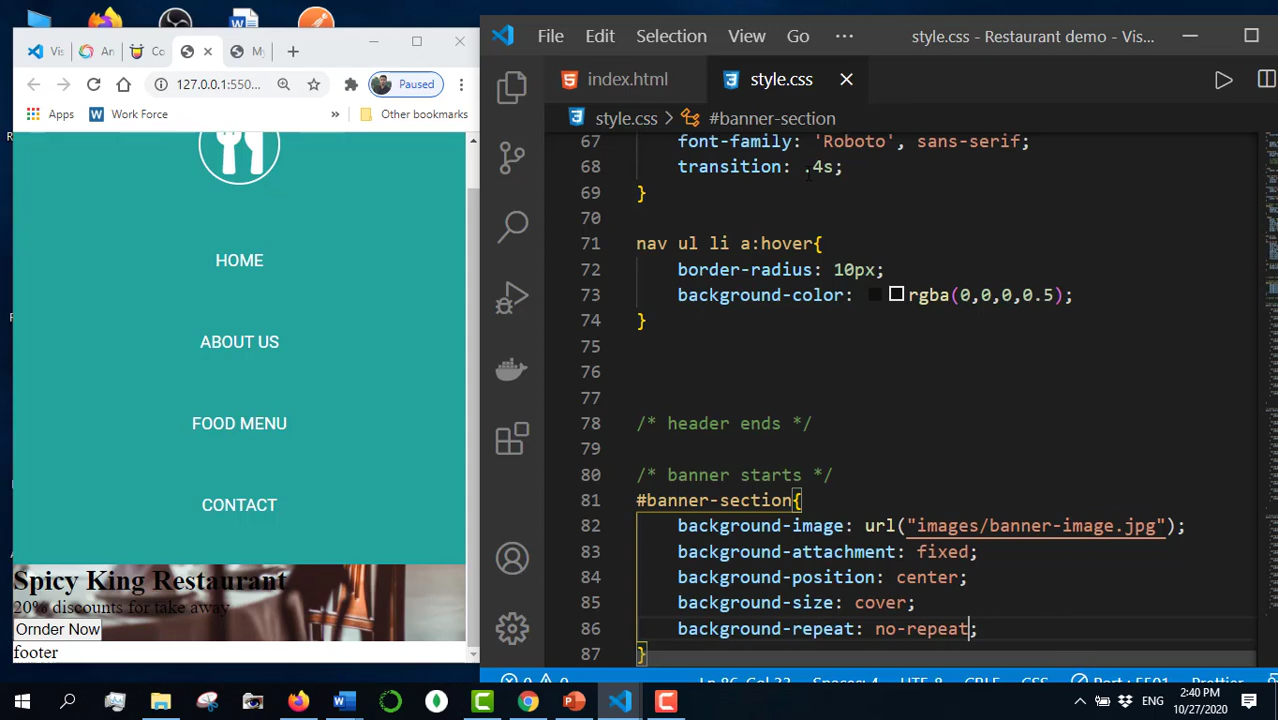 Vis
An
Co
My
127.0.0.1:550...
Paused
Apps
Work Force
»
Other bookmarks
HOME
ABOUT US
FOOD MENU
CONTACT
Spicy King Restaurant
20% discounts for take away
Ornder Now
footer
File Edit Selection View Go ...
style.css - Restaurant demo - Vis...
index.html
style.css
style.css > #banner-section
67 font-family: 'Roboto', sans-serif;
68 transition: .4s;
69 }
70
71 nav ul li a:hover{
72 border-radius: 10px;
73 background-color: rgba(0,0,0,0.5);
74 }
75
76
77
78 /* header ends */
79
80 /* banner starts */
81 #banner-section{
82 background-image: url("images/banner-image.jpg");
83 background-attachment: fixed;
84 background-position: center;
85 background-size: cover;
86 background-repeat: no-repeat;
87 }
ENG
2:40 PM
10/27/2020